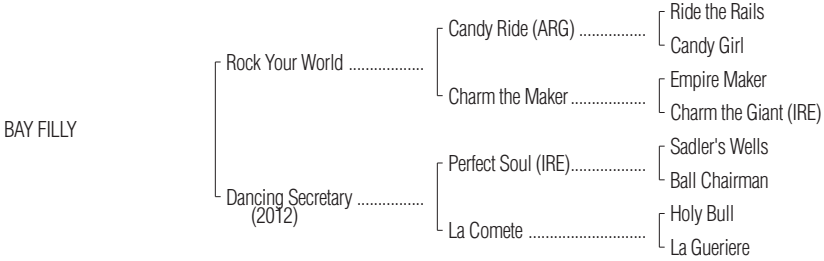 Ride the Rails
Candy Ride (ARG) ................
Candy Girl
Rock Your World ..................
Empire Maker
Charm the Maker ..................
Charm the Giant (IRE)
BAY FILLY
Sadler's Wells
Perfect Soul (IRE)..................
Ball Chairman
Dancing Secretary ................
(2012)
Holy Bull
La Comete ............................
La Gueriere